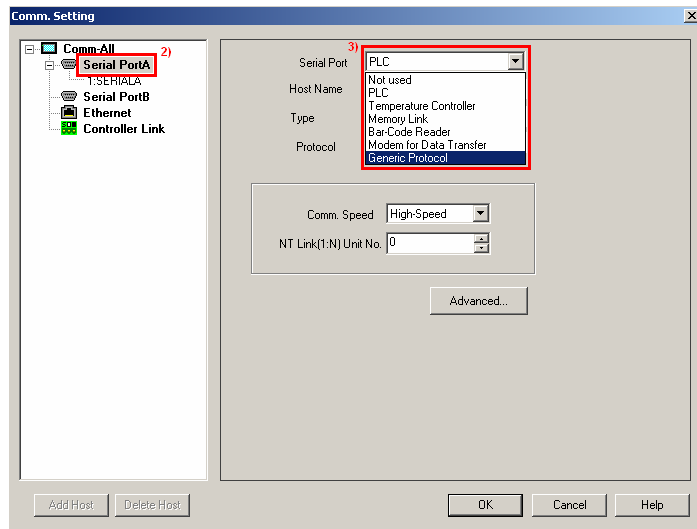 Comm. Setting
Comm-All
2)
Serial PortA
1:SERIALA
Serial PortB
Ethernet
Controller Link
3)
Serial Port PLC
Not used
PLC
Temperature Controller
Memory Link
Bar-Code Reader
Modem for Data Transfer
Generic Protocol
Host Name
Type
Protocol
Comm. Speed High-Speed
NT Link(1:N) Unit No. 0
Advanced...
Add Host Delete Host OK Cancel Help